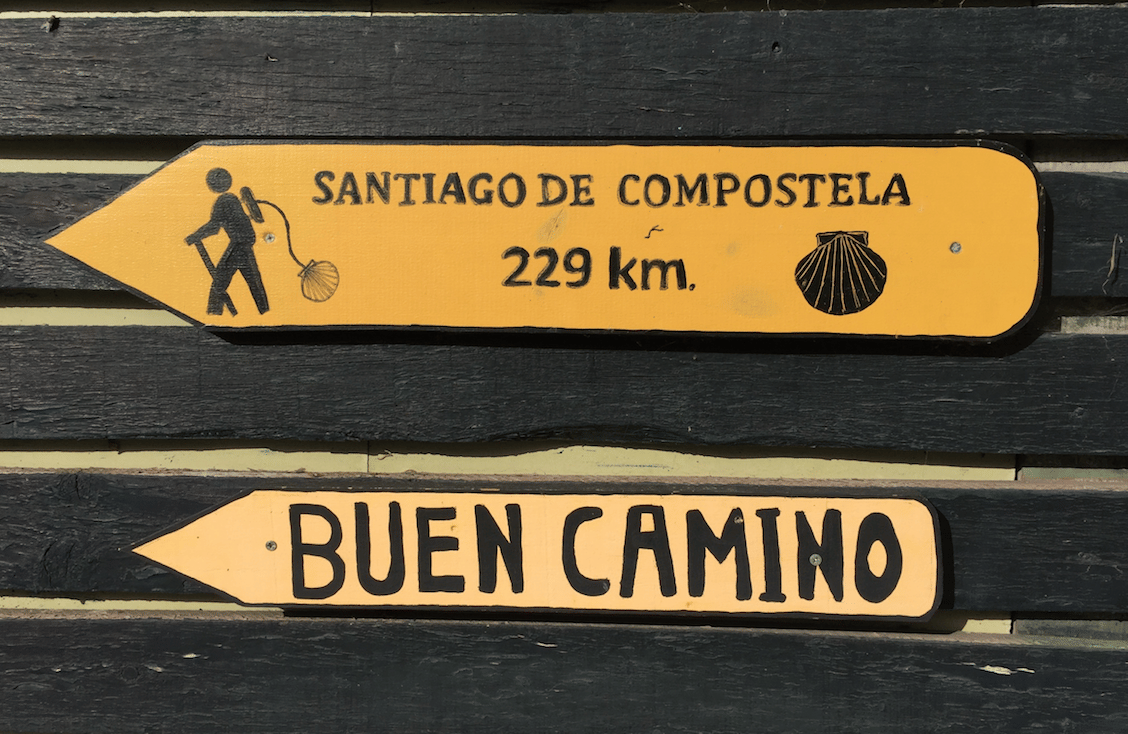 SANTIAGO DE COMPOSTELA
229 km.
BUEN CAMINO